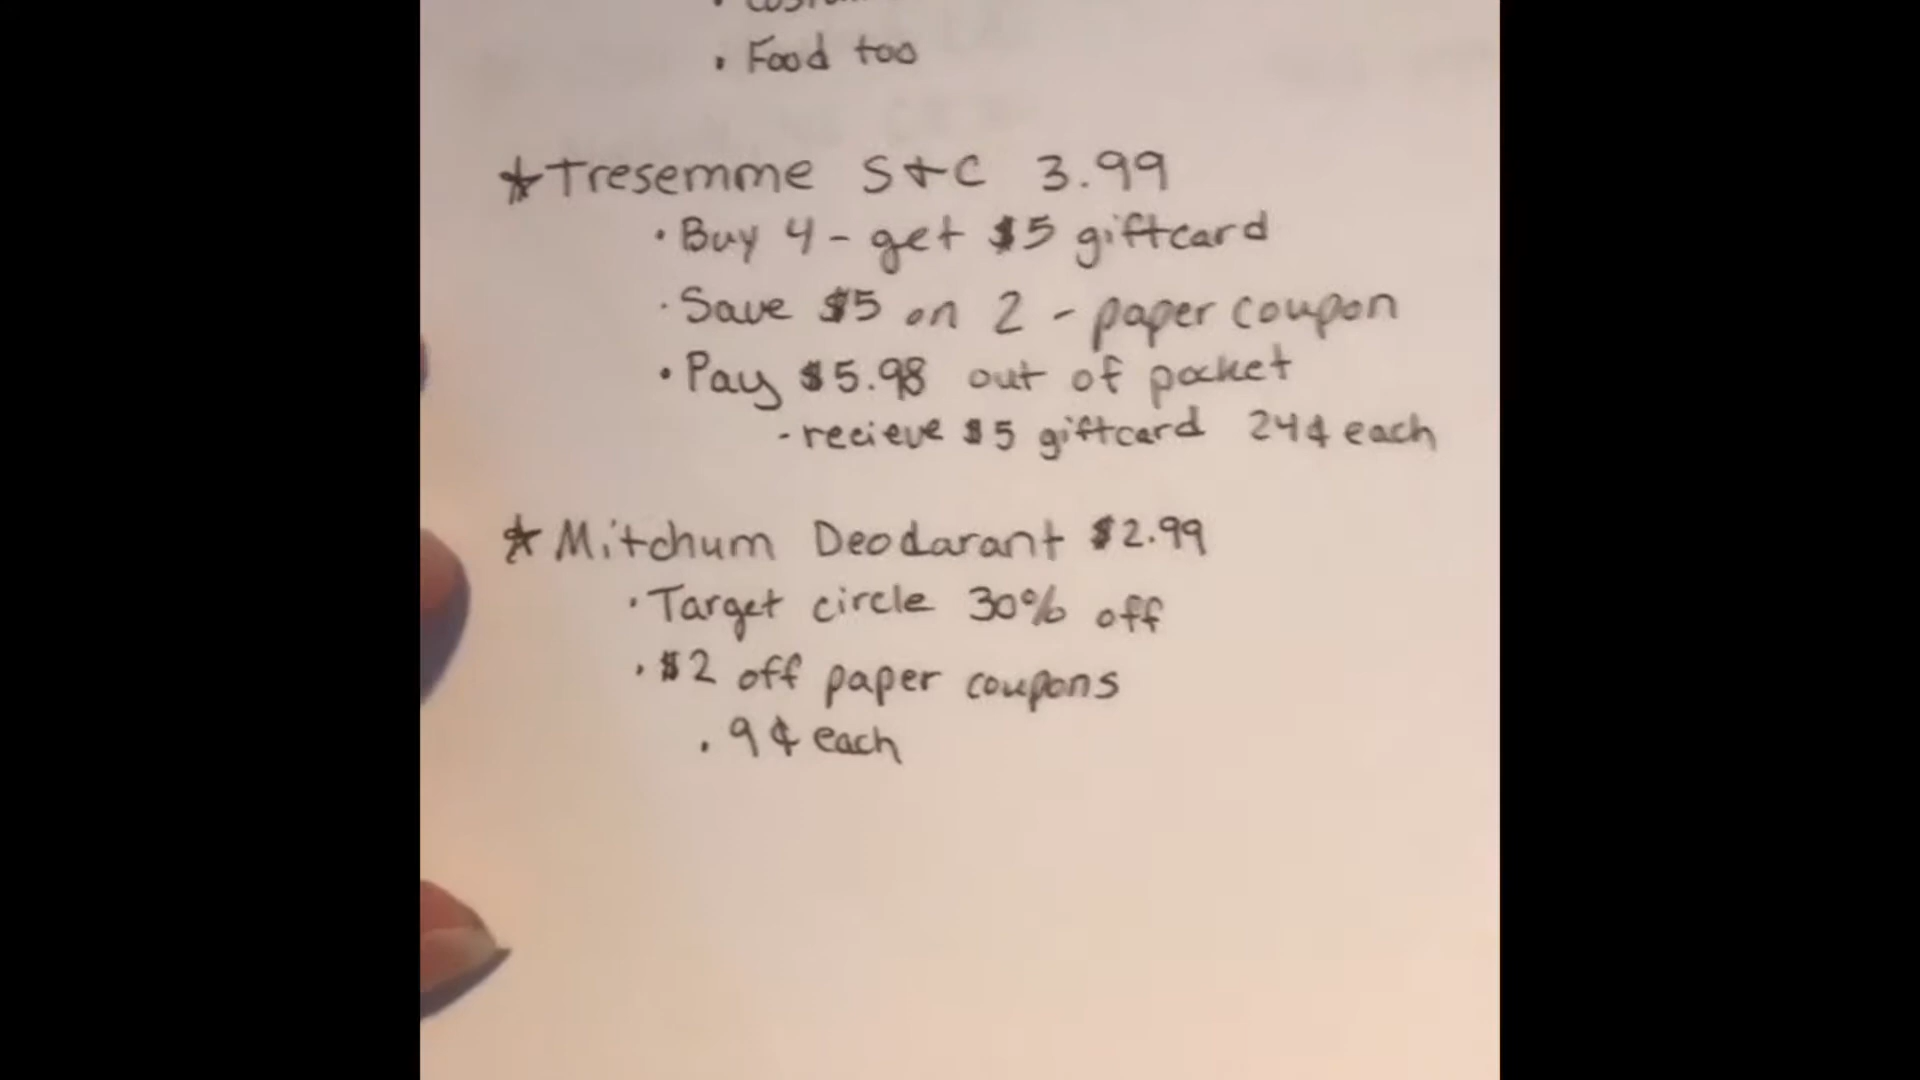 • Food too
★Tresemme S+C 3.99
• Buy 4 - get $5 giftcard
• Save $5 on 2 - paper coupon
• Pay $5.98 out of pocket
- recieve $5 giftcard 24¢ each
★Mitchum Deodarant $2.99
• Target circle 30% off
• $2 off paper coupons
• 9¢ each